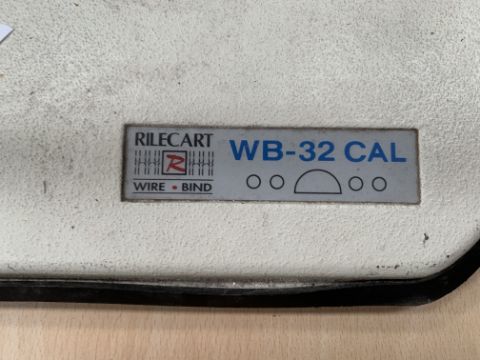 RILECART
R
WIRE • BIND
WB-32 CAL